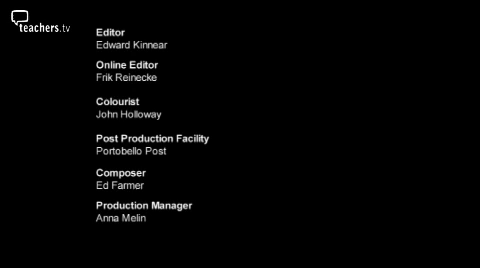 teachers.tv
Editor
Edward Kinnear
Online Editor
Frik Reinecke
Colourist
John Holloway
Post Production Facility
Portobello Post
Composer
Ed Farmer
Production Manager
Anna Melin